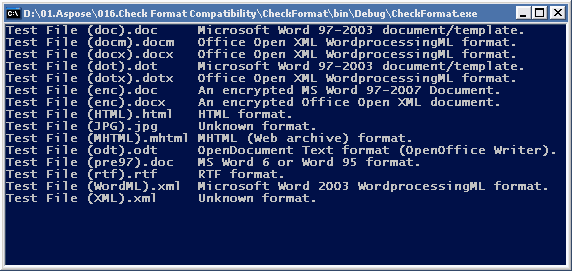 D:\01.Aspose\016.Check Format Compatibility\CheckFormat\bin\Debug\CheckFormat.exe
Test File (doc).doc Microsoft Word 97-2003 document/template.
Test File (docm).docm Office Open XML WordprocessingML format.
Test File (docx).docx Office Open XML WordprocessingML format.
Test File (dot).dot Microsoft Word 97-2003 document/template.
Test File (dotx).dotx Office Open XML WordprocessingML format.
Test File (enc).doc An encrypted MS Word 97-2007 Document.
Test File (enc).docx An encrypted Office Open XML document.
Test File (HTML).html HTML format.
Test File (JPG).jpg Unknown format.
Test File (MHTML).mhtml MHTML (Web archive) format.
Test File (odt).odt OpenDocument Text format (OpenOffice Writer).
Test File (pre97).doc MS Word 6 or Word 95 format.
Test File (rtf).rtf RTF format.
Test File (WordML).xml Microsoft Word 2003 WordprocessingML format.
Test File (XML).xml Unknown format.